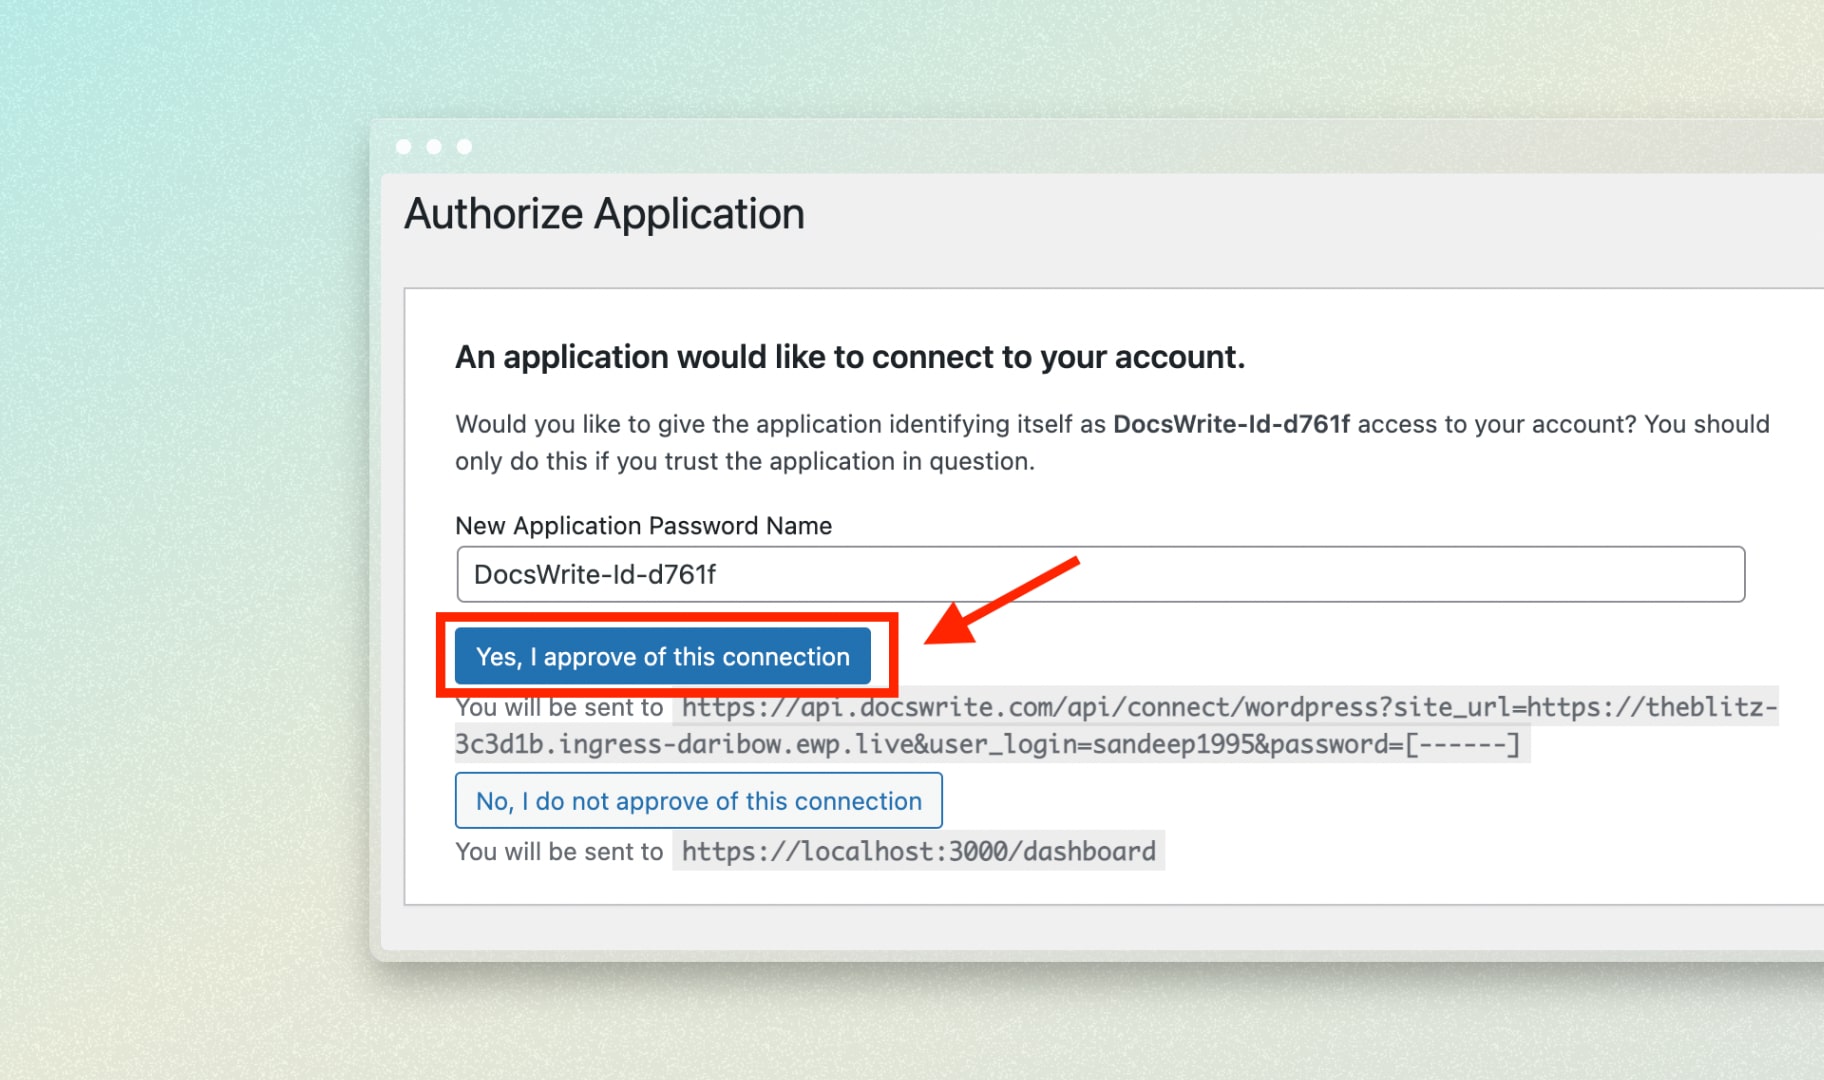 Authorize Application
An application would like to connect to your account.
Would you like to give the application identifying itself as DocsWrite-Id-d761f access to your account? You should
only do this if you trust the application in question.
New Application Password Name
DocsWrite-Id-d761f
Yes, I approve of this connection
You will be sent to https://api.docswrite.com/api/connect/wordpress?site_url=https://theblitz-
3c3d1b.ingress-daribow.ewp.live&user_login=sandeep1995&password=[------]
No, I do not approve of this connection
You will be sent to https://localhost:3000/dashboard